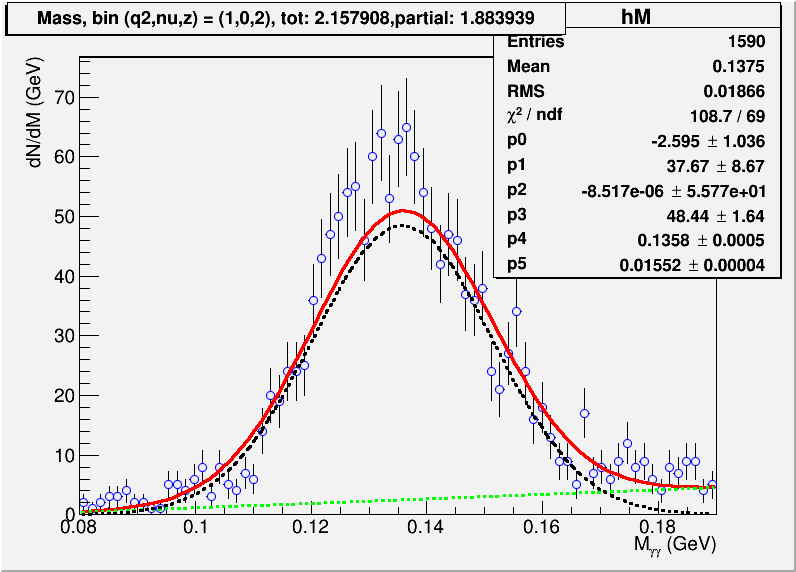 Mass, bin (q2,nu,z) = (1,0,2), tot: 2.157908,partial: 1.883939
hM
Entries 1590
Mean 0.1375
RMS 0.01866
χ² / ndf 108.7 / 69
p0 -2.595 ± 1.036
p1 37.67 ± 8.67
p2 -8.517e-06 ± 5.577e+01
p3 48.44 ± 1.64
p4 0.1358 ± 0.0005
p5 0.01552 ± 0.00004
dN/dM (GeV)
70
60
50
40
30
20
10
0
0.08 0.1 0.12 0.14 0.16 0.18
Mγγ (GeV)